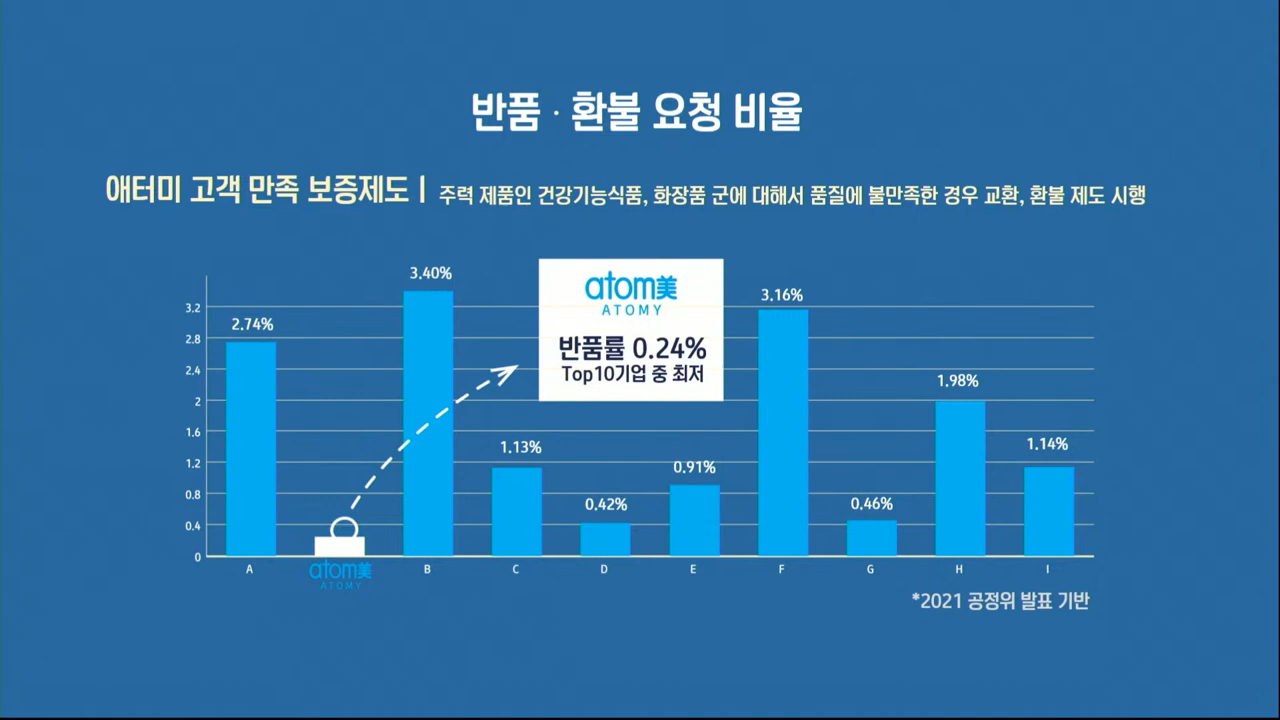 반품 · 환불 요청 비율
애터미 고객 만족 보증제도 | 주력 제품인 건강기능식품, 화장품 군에 대해서 품질에 불만족한 경우 교환, 환불 제도 시행
atom美
ATOMY
반품률 0.24%
Top10기업 중 최저
3.2
2.8
2.4
2
1.6
1.2
0.8
0.4
0
2.74%
3.40%
1.13%
0.42%
0.91%
3.16%
0.46%
1.98%
1.14%
A
atom美
ATOMY
B
C
D
E
F
G
H
I
*2021 공정위 발표 기반